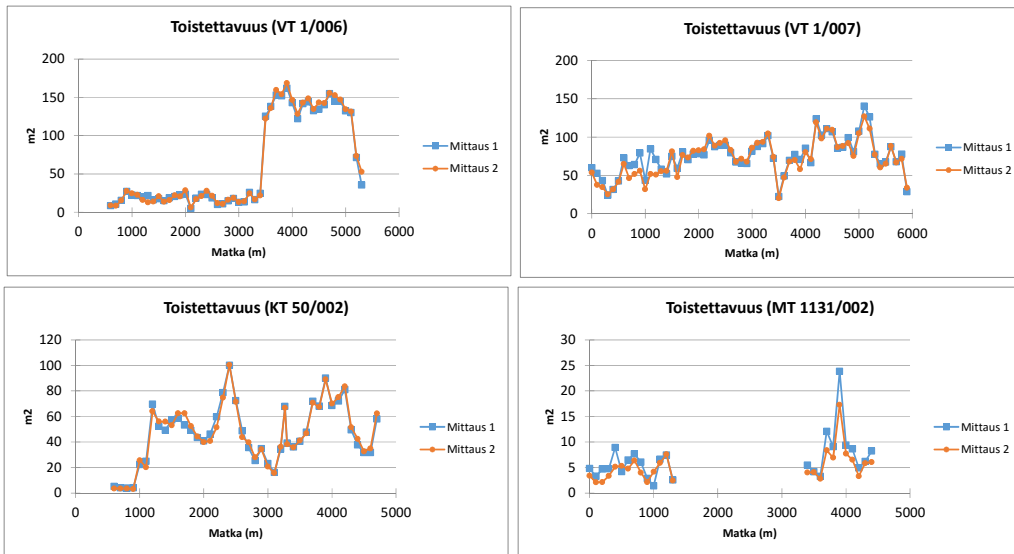 Toistettavuus (VT 1/006)
200
150
100
50
0
m2
0 1000 2000 3000 4000 5000 6000
Matka (m)
Mittaus 1
Mittaus 2
Toistettavuus (VT 1/007)
200
150
100
50
0
m2
0 1000 2000 3000 4000 5000 6000
Matka (m)
Mittaus 1
Mittaus 2
Toistettavuus (KT 50/002)
120
100
80
60
40
20
0
m2
0 1000 2000 3000 4000 5000
Matka (m)
Mittaus 1
Mittaus 2
Toistettavuus (MT 1131/002)
30
25
20
15
10
5
0
m2
0 1000 2000 3000 4000 5000
Matka (m)
Mittaus 1
Mittaus 2